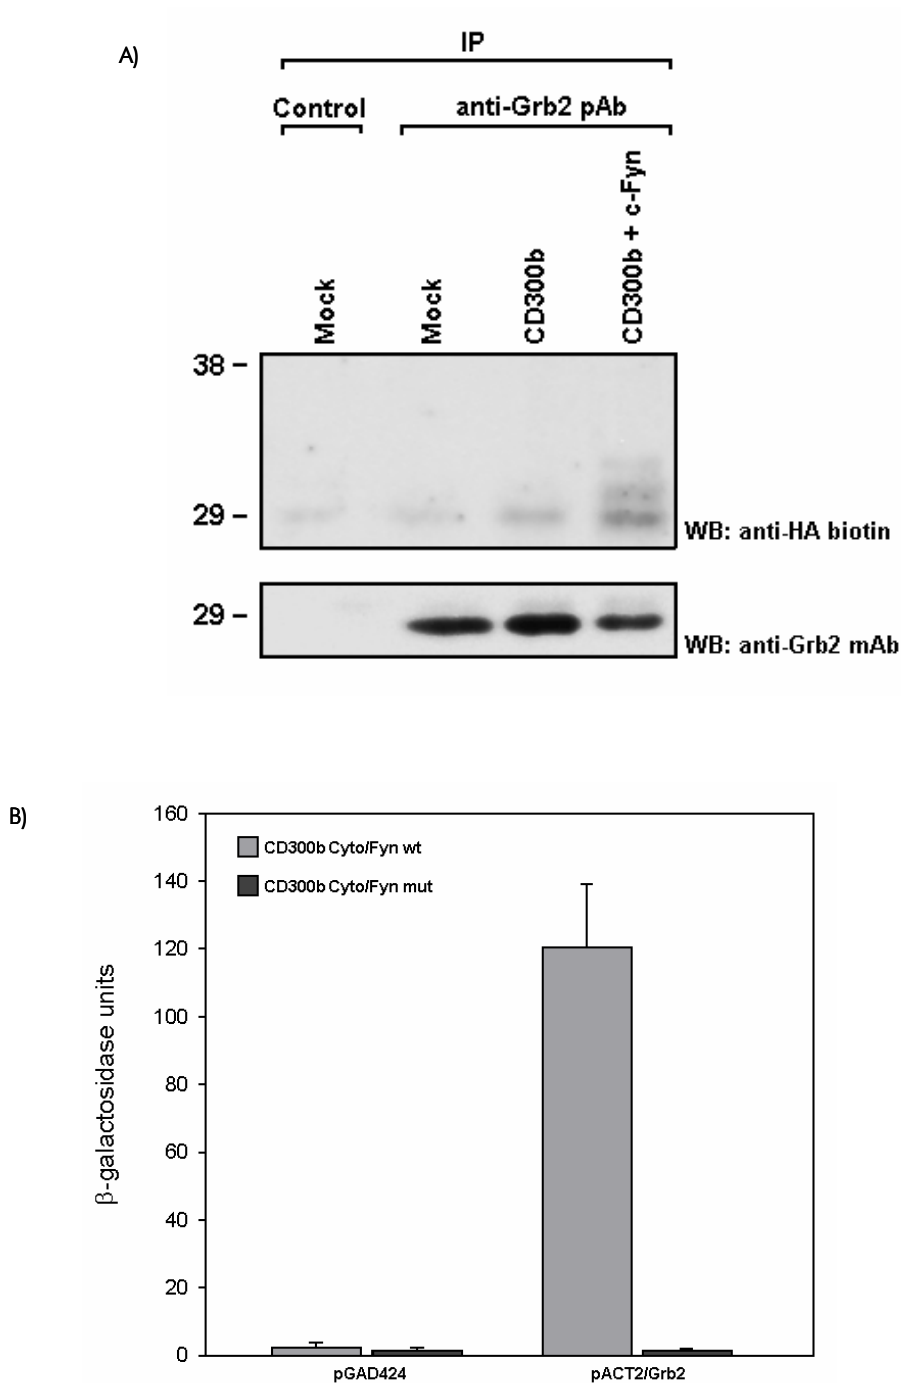 A)
IP
Control
anti-Grb2 pAb
Mock
Mock
CD300b
CD300b + c-Fyn
38
29
WB: anti-HA biotin
29
WB: anti-Grb2 mAb
B)
160
140
120
100
80
60
40
20
0
β-galactosidase units
CD300b Cyto/Fyn wt
CD300b Cyto/Fyn mut
pGAD424
pACT2/Grb2